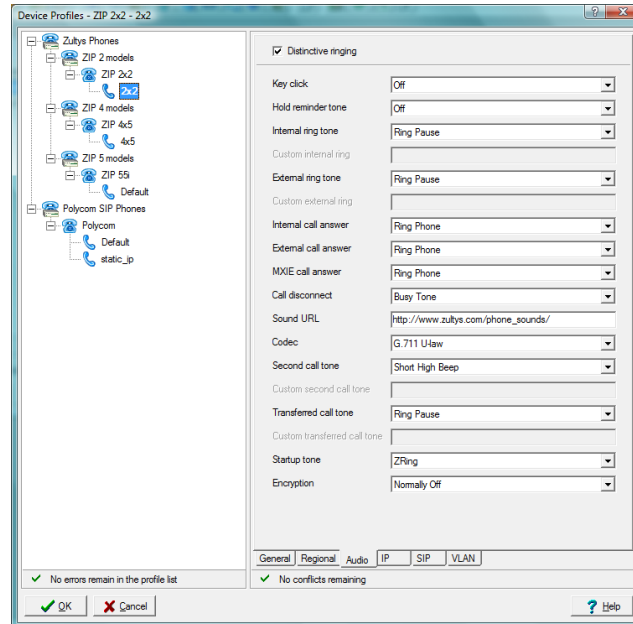 Device Profiles - ZIP 2x2 - 2x2
Zultys Phones
ZIP 2 models
ZIP 2x2
2x2
ZIP 4 models
ZIP 4x5
4x5
ZIP 5 models
ZIP 55i
Default
Polycom SIP Phones
Polycom
Default
static_ip
No errors remain in the profile list
Distinctive ringing
Key click Off
Hold reminder tone Off
Internal ring tone Ring Pause
Custom internal ring
External ring tone Ring Pause
Custom external ring
Internal call answer Ring Phone
External call answer Ring Phone
MXIE call answer Ring Phone
Call disconnect Busy Tone
Sound URL http://www.zultys.com/phone_sounds/
Codec G.711 U-law
Second call tone Short High Beep
Custom second call tone
Transferred call tone Ring Pause
Custom transferred call tone
Startup tone ZRing
Encryption Normally Off
General Regional Audio IP SIP VLAN
No conflicts remaining
OK Cancel ? Help